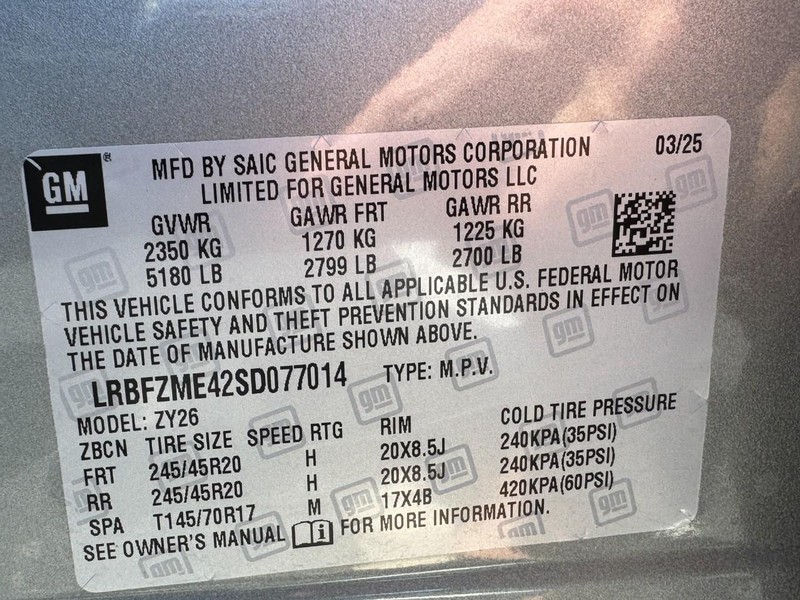 GM ®
MFD BY SAIC GENERAL MOTORS CORPORATION 03/25
LIMITED FOR GENERAL MOTORS LLC
GVWR GAWR FRT GAWR RR
2350 KG 1270 KG 1225 KG
5180 LB 2799 LB 2700 LB
THIS VEHICLE CONFORMS TO ALL APPLICABLE U.S. FEDERAL MOTOR
VEHICLE SAFETY AND THEFT PREVENTION STANDARDS IN EFFECT ON
THE DATE OF MANUFACTURE SHOWN ABOVE.
LRBFZME42SD077014 TYPE: M.P.V.
MODEL: ZY26
ZBCN TIRE SIZE SPEED RTG RIM COLD TIRE PRESSURE
FRT 245/45R20 H 20X8.5J 240KPA(35PSI)
RR 245/45R20 H 20X8.5J 240KPA(35PSI)
SPA T145/70R17 M 17X4B 420KPA(60PSI)
SEE OWNER'S MANUAL i FOR MORE INFORMATION.